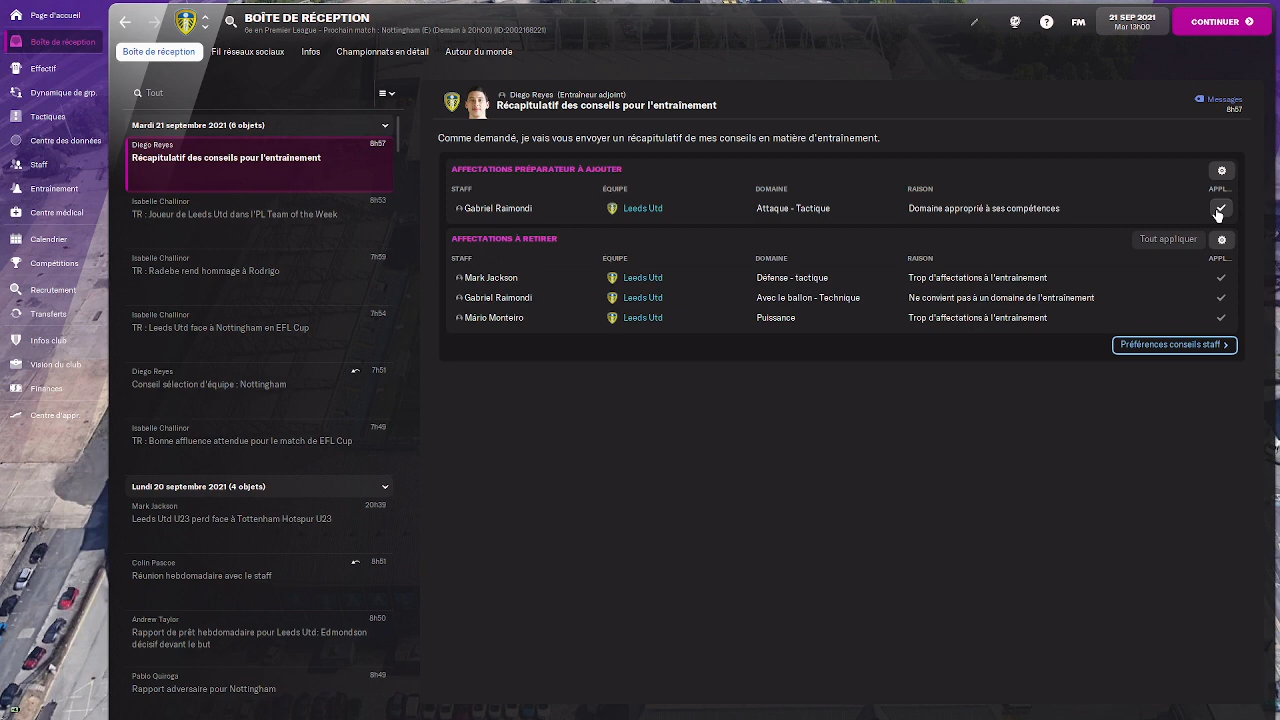 Accueil
Boîte de réception
Effectif
Dynamique de grp.
Tactiques
Centre des données
Staff
Entraînement
Centre médical
Calendrier
Compétitions
Recrutement
Transferts
Infos club
Vision du club
Finances
Centre d'appr.
BOÎTE DE RÉCEPTION
6e en Premier League - Prochain match : Nottingham (E) (Demain à 20h00) (ID:2002168221)
FM
21 SEP 2021
Mar 13h00
CONTINUER
Boîte de réception
Fil réseaux sociaux
Infos
Championnats en détail
Autour du monde
Tout
Mardi 21 septembre 2021 (6 objets)
Diego Reyes 8h57
Récapitulatif des conseils pour l'entraînement
Isabelle Challinor 8h53
TR : Joueur de Leeds Utd dans l'PL Team of the Week
Isabelle Challinor 7h59
TR : Radebe rend hommage à Rodrigo
Isabelle Challinor 7h54
TR : Leeds Utd face à Nottingham en EFL Cup
Diego Reyes 7h51
Conseil sélection d'équipe : Nottingham
Isabelle Challinor 7h49
TR : Bonne affluence attendue pour le match de EFL Cup
Lundi 20 septembre 2021 (4 objets)
Mark Jackson 20h39
Leeds Utd U23 perd face à Tottenham Hotspur U23
Colin Pascoe 8h51
Réunion hebdomadaire avec le staff
Andrew Taylor 8h50
Rapport de prêt hebdomadaire pour Leeds Utd: Edmondson
décisif devant le but
Pablo Quiroga 8h49
Rapport adversaire pour Nottingham
Diego Reyes (Entraîneur adjoint)
Récapitulatif des conseils pour l'entraînement
Messages
8h57
Comme demandé, je vais vous envoyer un récapitulatif de mes conseils en matière d'entraînement.
AFFECTATIONS PRÉPARATEUR À AJOUTER
STAFF ÉQUIPE DOMAINE RAISON APPL...
Gabriel Raimondi Leeds Utd Attaque - Tactique Domaine approprié à ses compétences
AFFECTATIONS À RETIRER Tout appliquer
STAFF ÉQUIPE DOMAINE RAISON APPL...
Mark Jackson Leeds Utd Défense - tactique Trop d'affectations à l'entraînement
Gabriel Raimondi Leeds Utd Avec le ballon - Technique Ne convient pas à un domaine de l'entraînement
Mário Monteiro Leeds Utd Puissance Trop d'affectations à l'entraînement
Préférences conseils staff